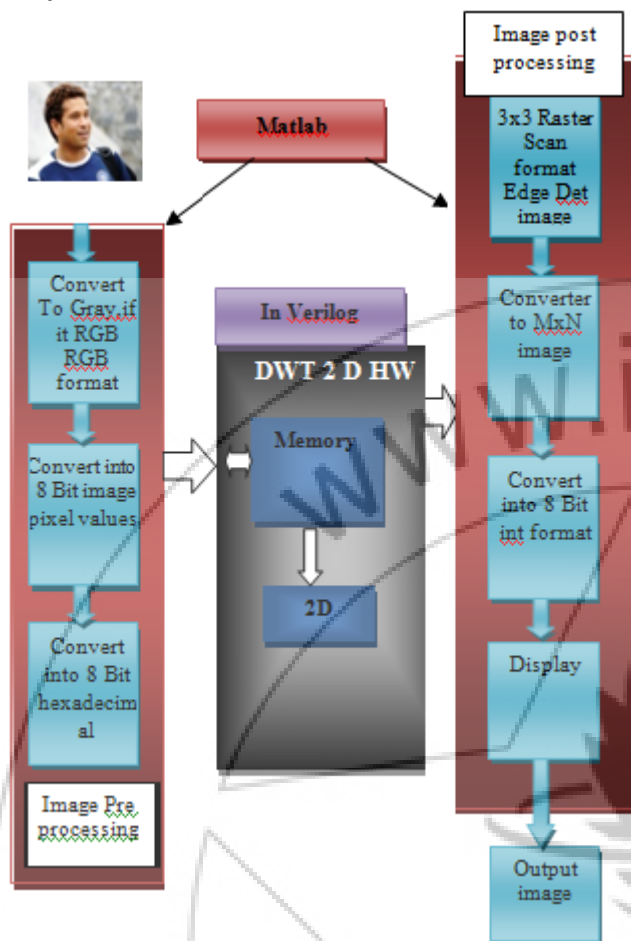 Image post
processing
Matlab
3x3 Raster
Scan
format
Edge Det
image
Convert
To Gray.if
it RGB
RGB
format
Convert into
8 Bit image
pixel values
Convert
into 8 Bit
hexadecim
al
Image Pre
processing
In Verilog
DWT-2 D HW
Memory
2D
Converter
to MxN
image
Convert
into 8 Bit
int format
Display
Output
image
www.i